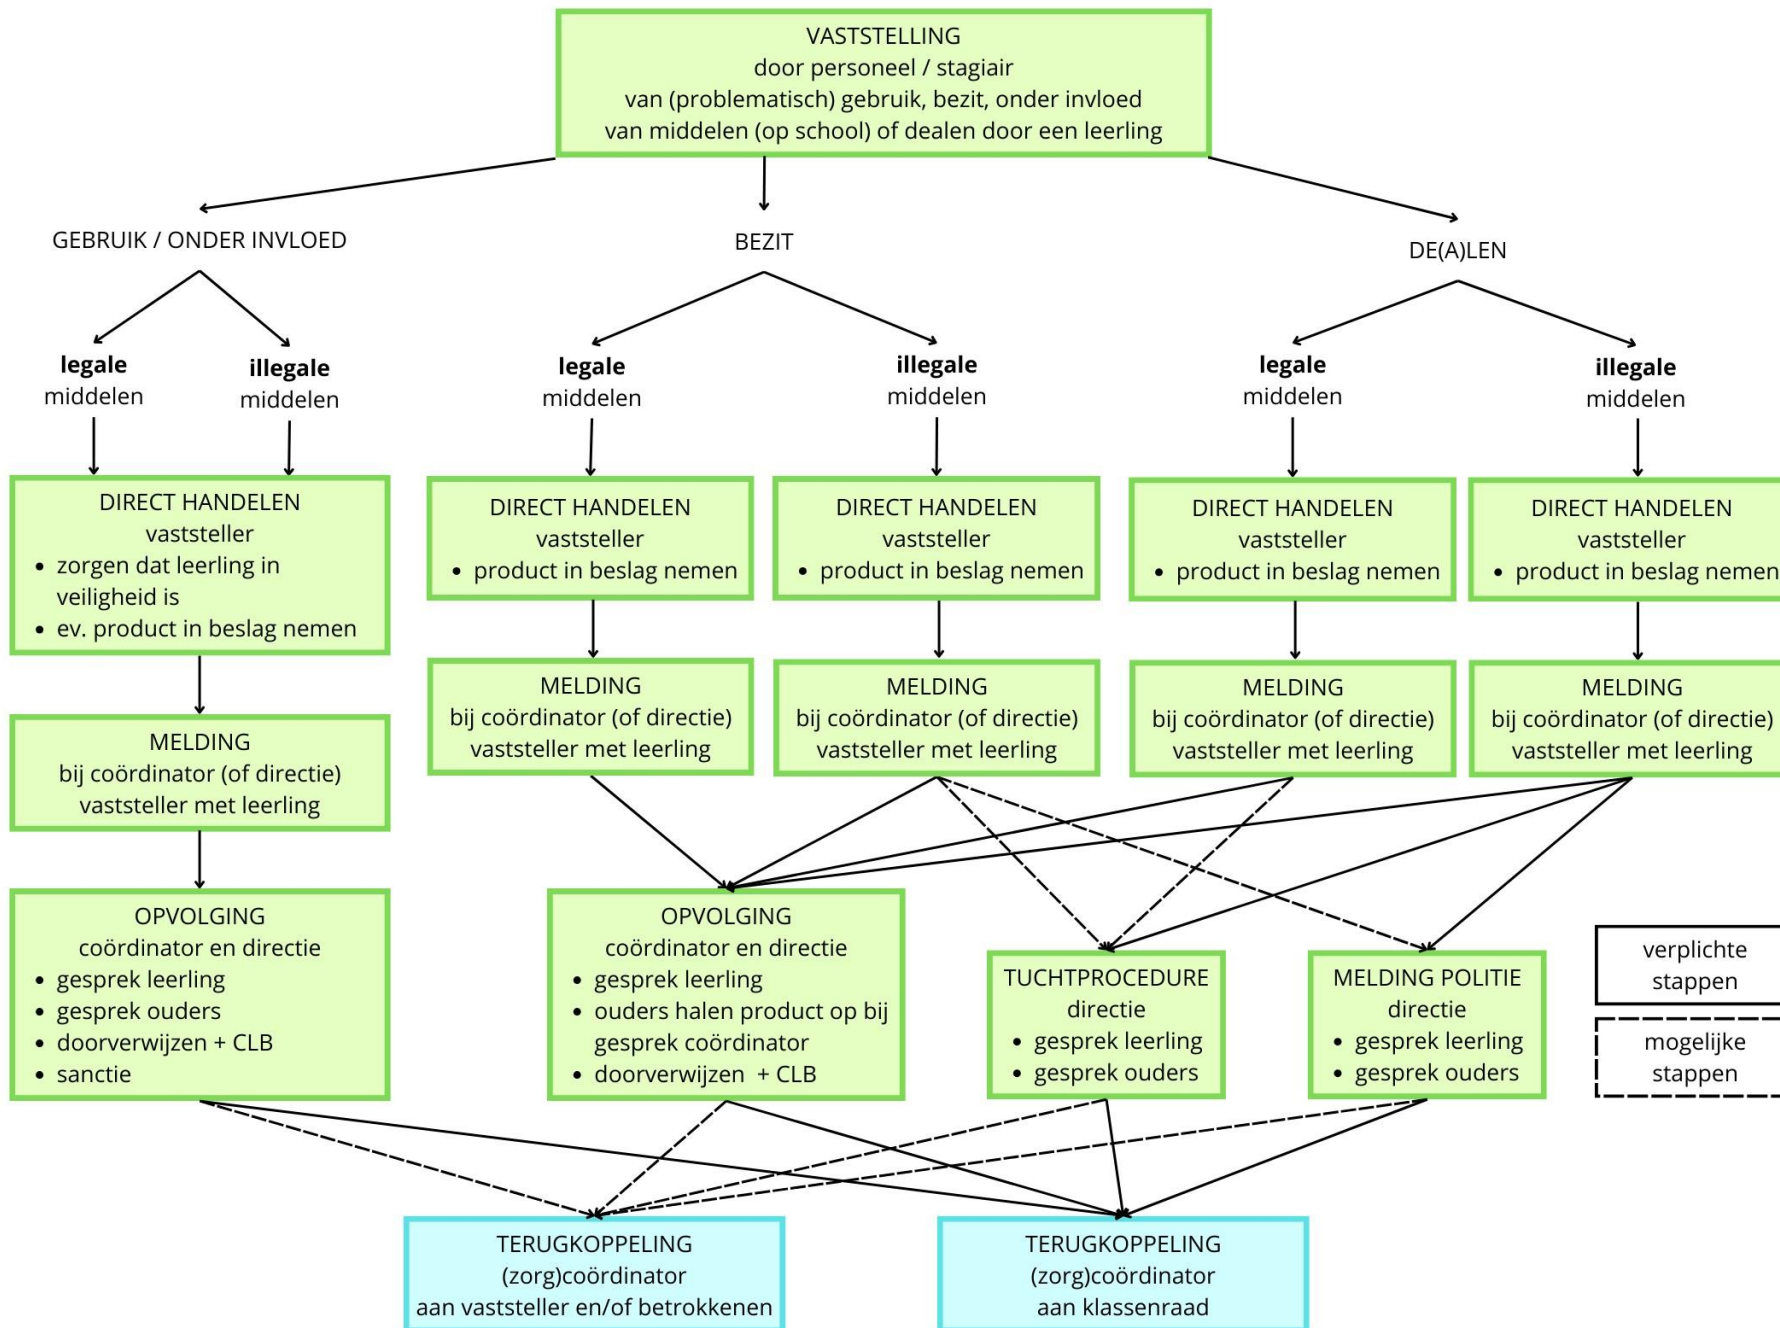 VASTSTELLING
door personeel / stagiair
van (problematisch) gebruik, bezit, onder invloed
van middelen (op school) of dealen door een leerling
GEBRUIK / ONDER INVLOED
BEZIT
DE(A)LEN
legale
middelen
illegale
middelen
legale
middelen
illegale
middelen
legale
middelen
illegale
middelen
DIRECT HANDELEN
vaststeller
• zorgen dat leerling in
veiligheid is
• ev. product in beslag nemen
DIRECT HANDELEN
vaststeller
• product in beslag nemen
DIRECT HANDELEN
vaststeller
• product in beslag nemen
DIRECT HANDELEN
vaststeller
• product in beslag nemen
DIRECT HANDELEN
vaststeller
• product in beslag nemen
MELDING
bij coördinator (of directie)
vaststeller met leerling
MELDING
bij coördinator (of directie)
vaststeller met leerling
MELDING
bij coördinator (of directie)
vaststeller met leerling
MELDING
bij coördinator (of directie)
vaststeller met leerling
MELDING
bij coördinator (of directie)
vaststeller met leerling
OPVOLGING
coördinator en directie
• gesprek leerling
• gesprek ouders
• doorverwijzen + CLB
• sanctie
OPVOLGING
coördinator en directie
• gesprek leerling
• ouders halen product op bij
gesprek coördinator
• doorverwijzen + CLB
TUCHTPROCEDURE
directie
• gesprek leerling
• gesprek ouders
MELDING POLITIE
directie
• gesprek leerling
• gesprek ouders
verplichte
stappen
mogelijke
stappen
TERUGKOPPELING
(zorg)coördinator
aan vaststeller en/of betrokkenen
TERUGKOPPELING
(zorg)coördinator
aan klassenraad